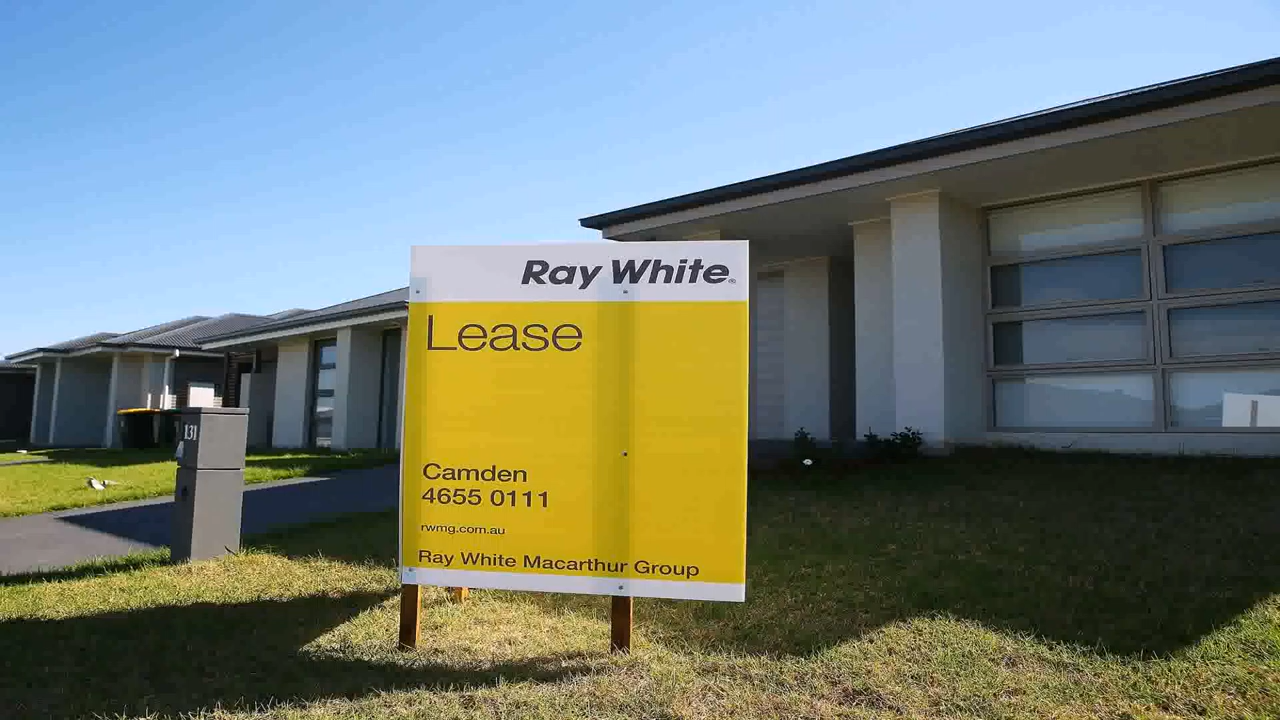 Ray White
Lease
131
Camden
4655 0111
rwmg.com.au
Ray White Macarthur Group